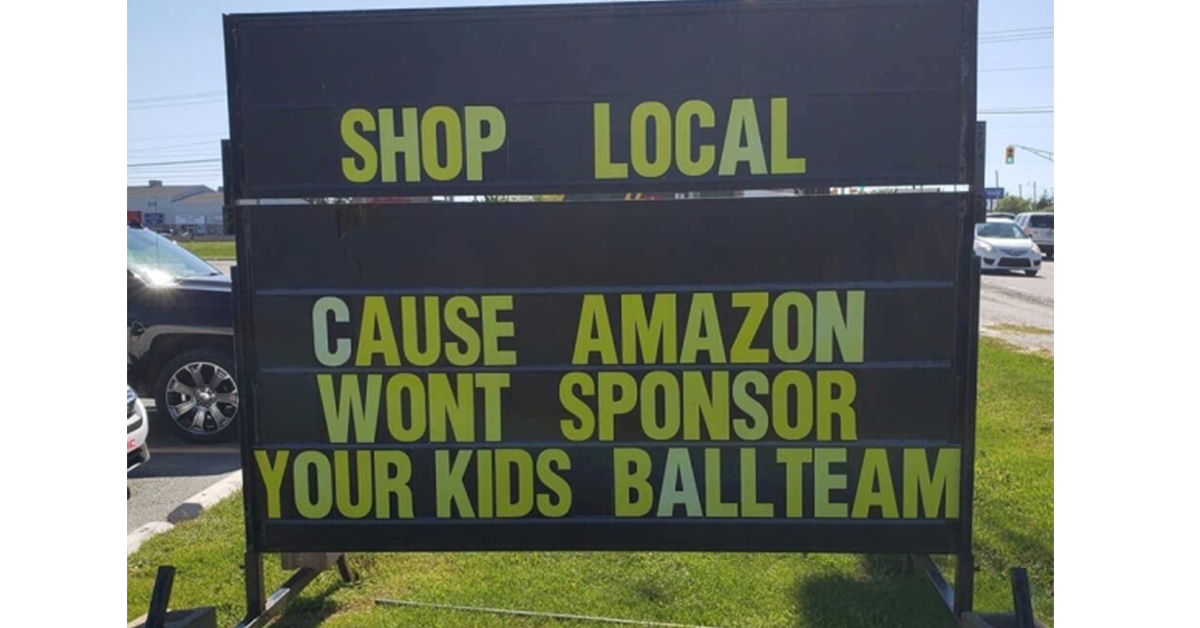 SHOP LOCAL
CAUSE AMAZON
WONT SPONSOR
YOUR KIDS BALLTEAM